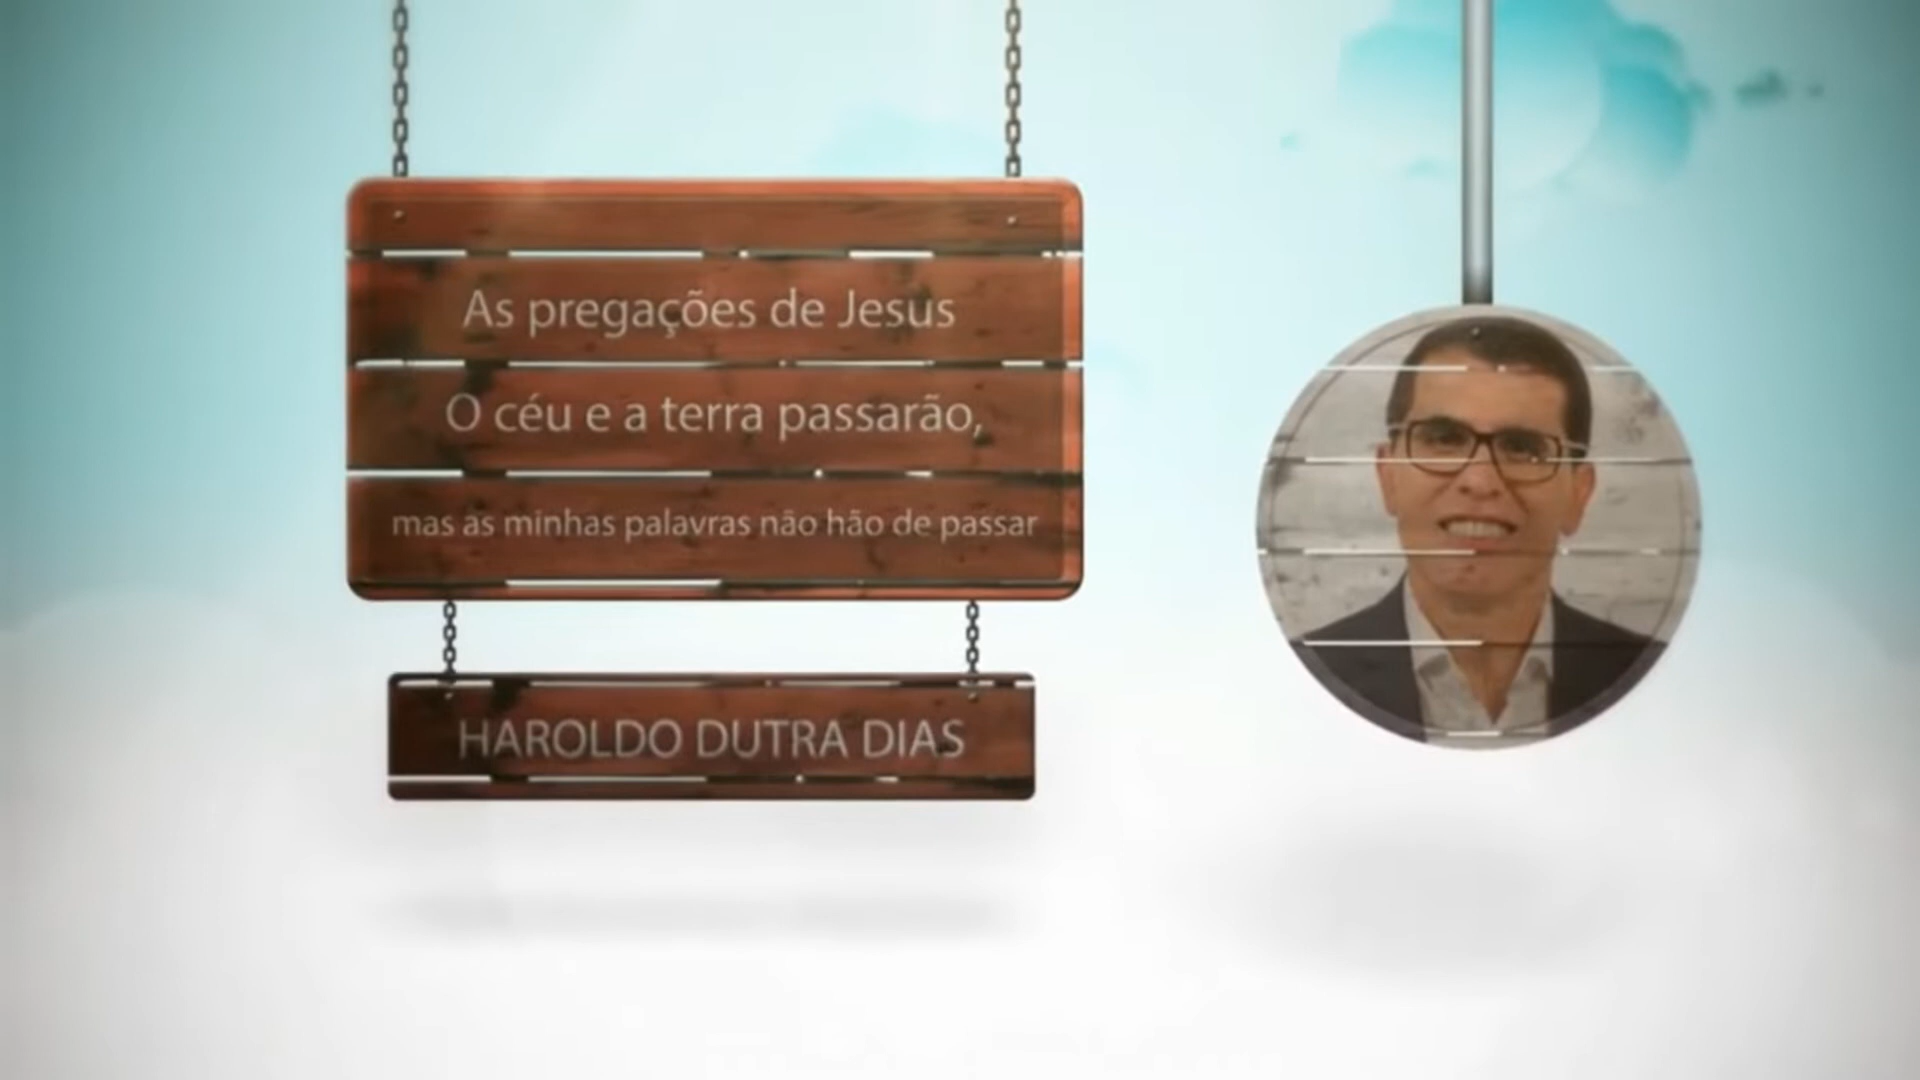 As pregações de Jesus
O céu e a terra passarão,
mas as minhas palavras não hão de passar
HAROLDO DUTRA DIAS